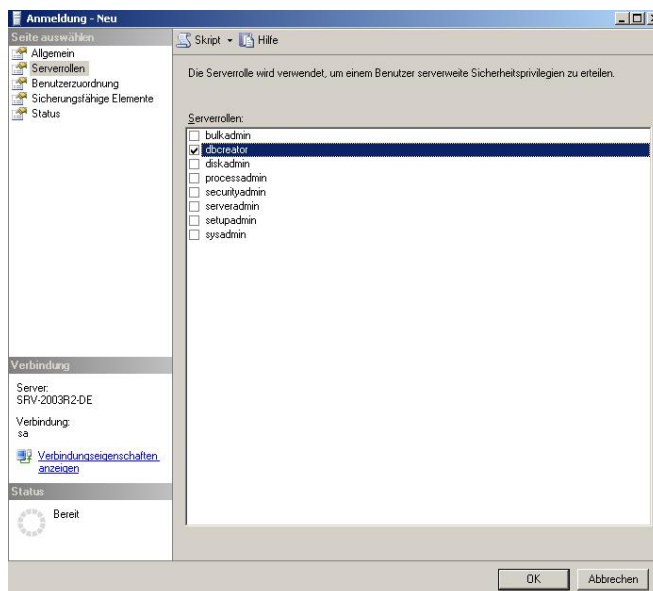 Anmeldung - Neu
Seite auswählen
Allgemein
Serverrollen
Benutzerzuordnung
Sicherungsfähige Elemente
Status
Skript
Hilfe
Die Serverrolle wird verwendet, um einem Benutzer serverweite Sicherheitsprivilegien zu erteilen.
Serverrollen:
bulkadmin
dbcreator
diskadmin
processadmin
securityadmin
serveradmin
setupadmin
sysadmin
Verbindung
Server:
SRV-2003R2-DE
Verbindung:
sa
Verbindungseigenschaften
anzeigen
Status
Bereit
OK
Abbrechen